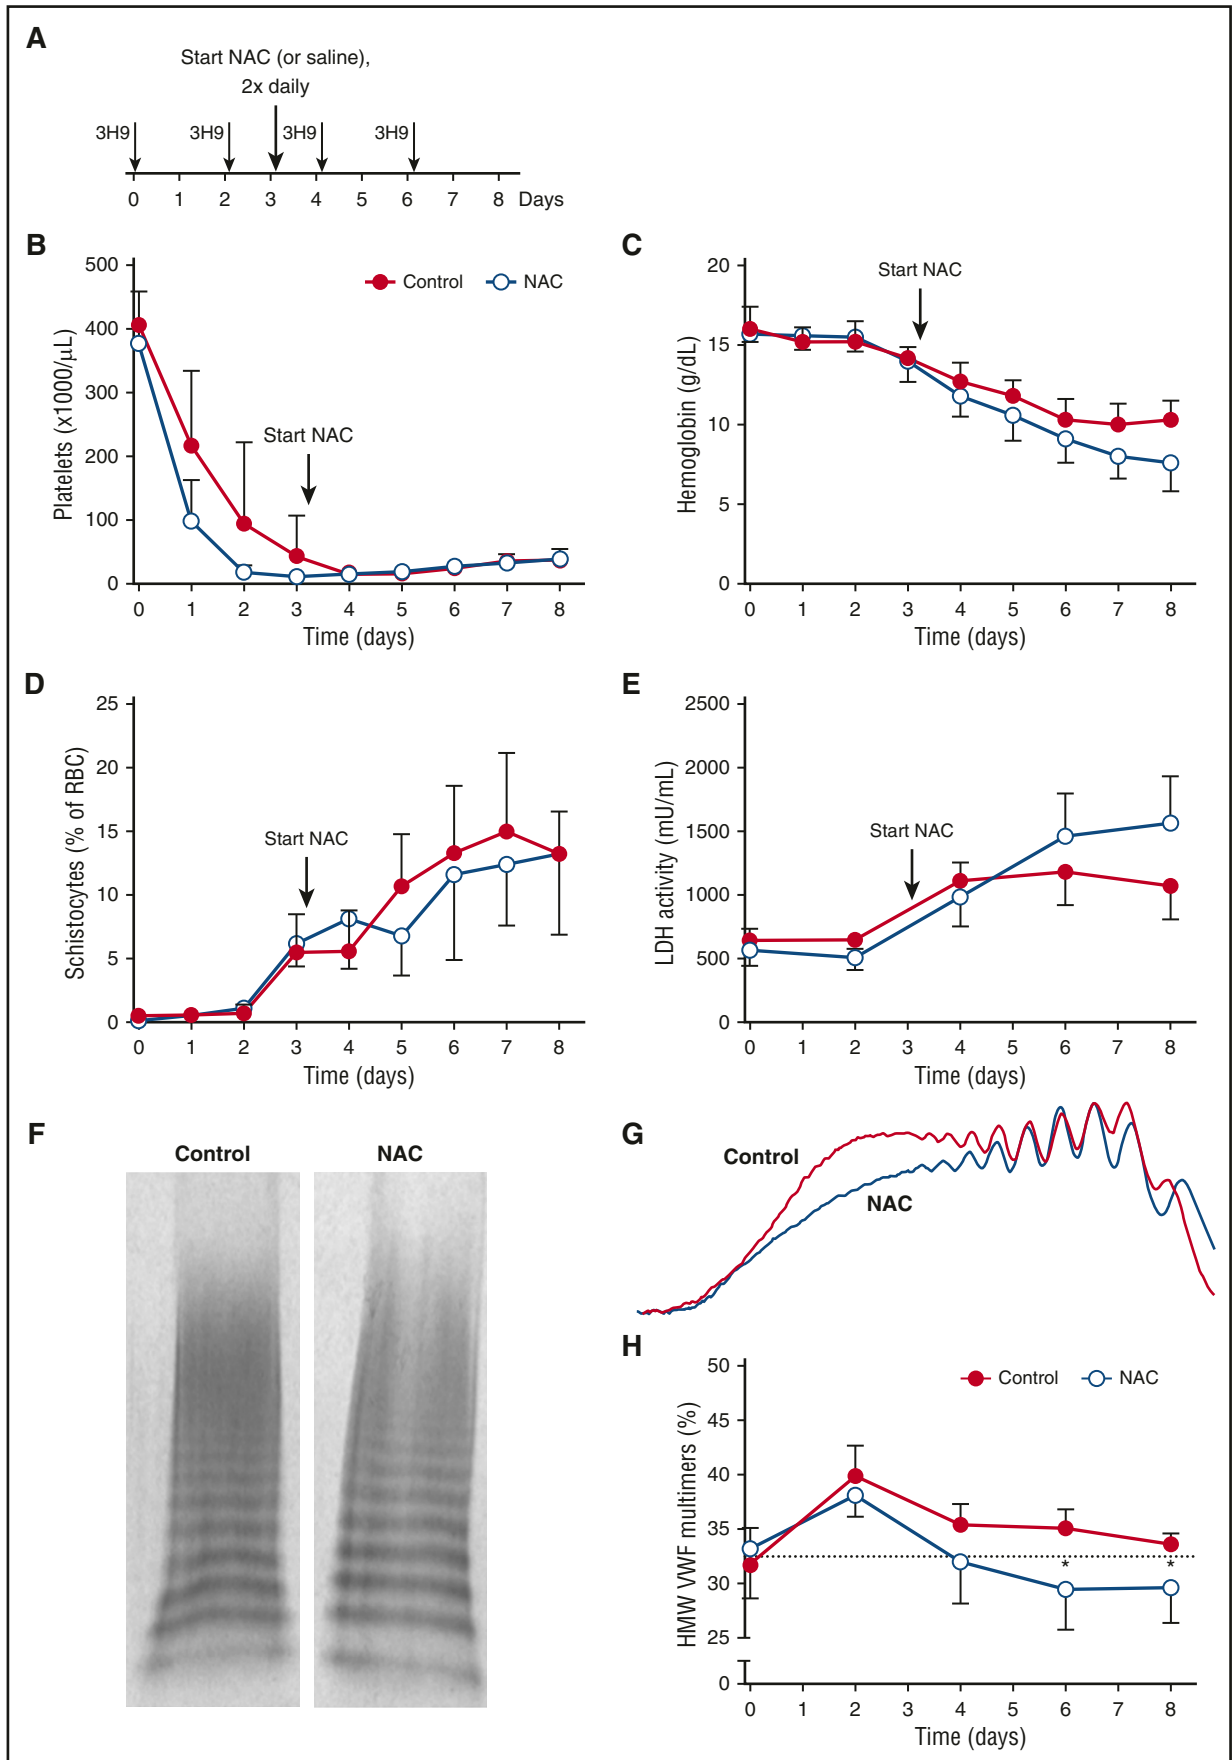 A
Start NAC (or saline),
2x daily
3H9 3H9 3H9 3H9
0 1 2 3 4 5 6 7 8 Days
B
500
400
300
200
100
0
Platelets (x1000/μL)
Control NAC
Start NAC
0 1 2 3 4 5 6 7 8
Time (days)
C
20
15
10
5
0
Hemoglobin (g/dL)
Start NAC
0 1 2 3 4 5 6 7 8
Time (days)
D
25
20
15
10
5
0
Schistocytes (% of RBC)
Start NAC
0 1 2 3 4 5 6 7 8
Time (days)
E
2500
2000
1500
1000
500
0
LDH activity (mU/mL)
Start NAC
0 1 2 3 4 5 6 7 8
Time (days)
F
Control NAC
G
Control
NAC
H
50
45
40
35
30
25
0
HMW VWF multimers (%)
Control NAC
* *
0 1 2 3 4 5 6 7 8
Time (days)